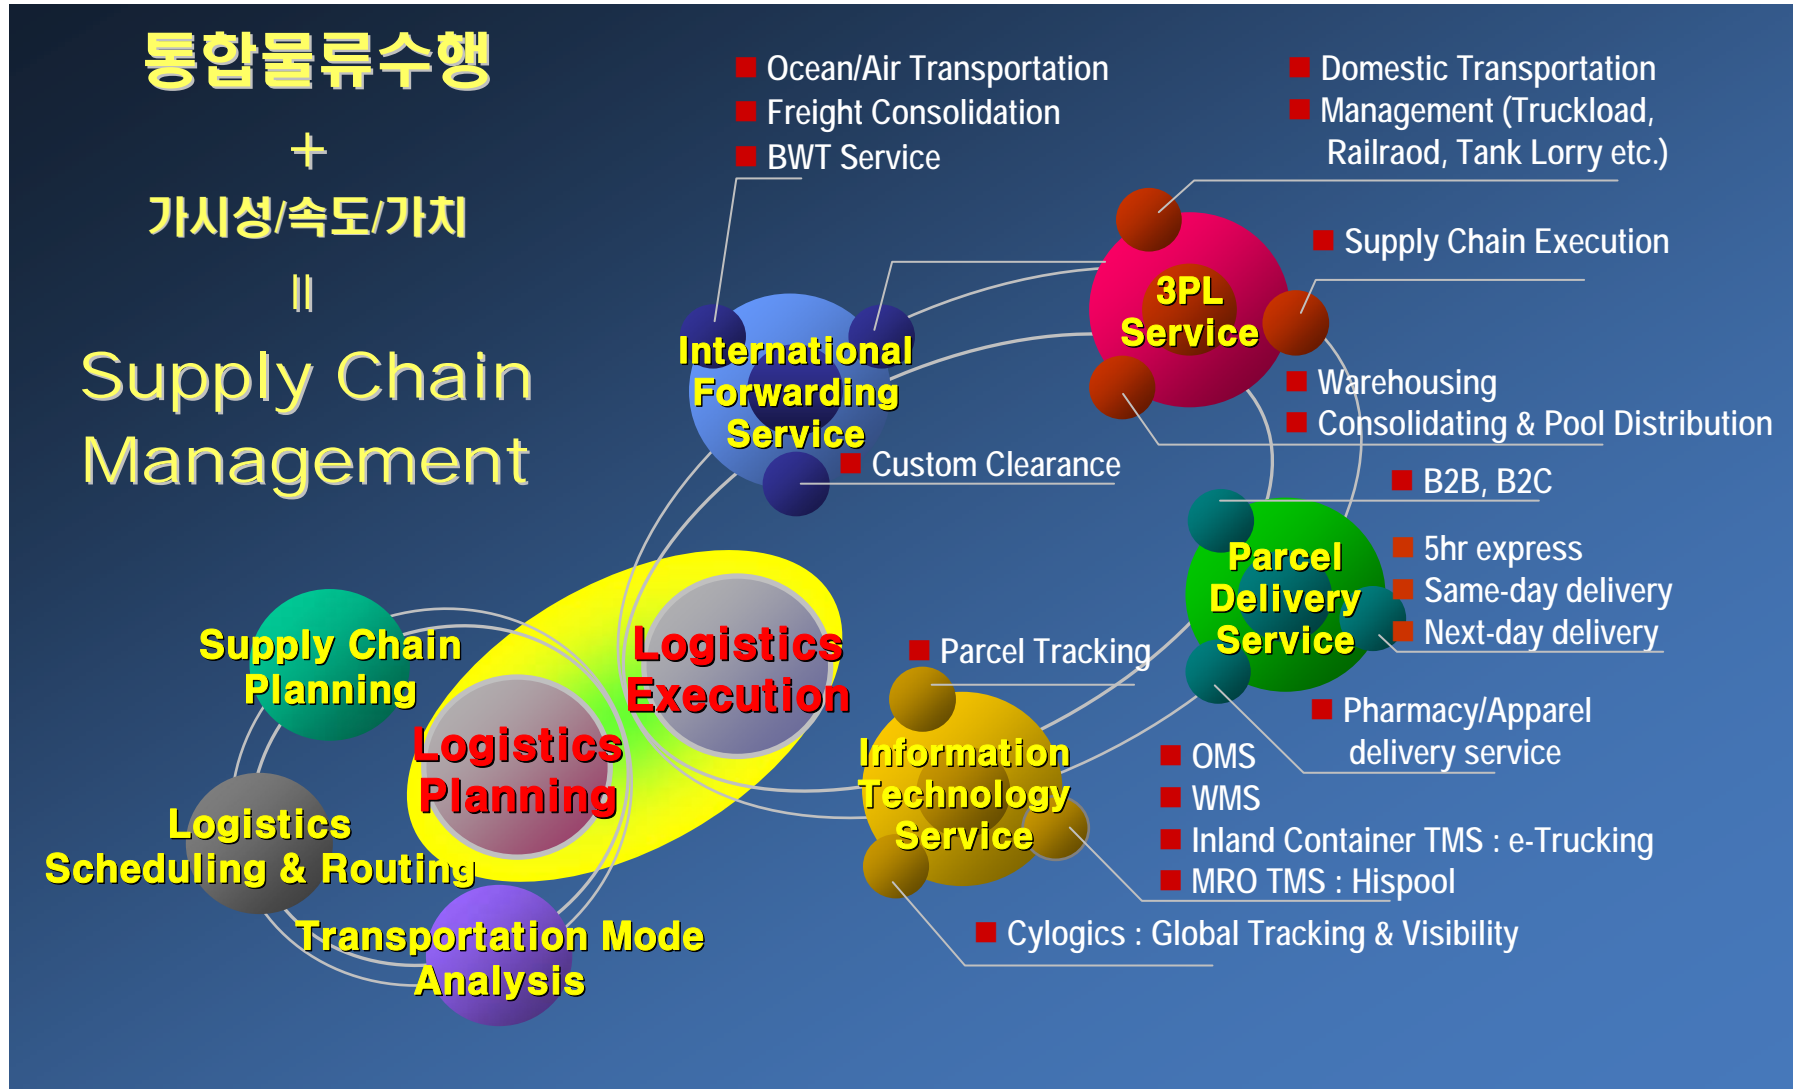 통합물류수행
+
가시성/속도/가치
=
Supply Chain
Management
Ocean/Air Transportation
Freight Consolidation
BWT Service
Domestic Transportation
Management (Truckload,
Railraod, Tank Lorry etc.)
Supply Chain Execution
3PL
Service
International
Forwarding
Service
Custom Clearance
Warehousing
Consolidating & Pool Distribution
B2B, B2C
Parcel
Delivery
Service
5hr express
Same-day delivery
Next-day delivery
Pharmacy/Apparel
delivery service
Parcel Tracking
Information
Technology
Service
OMS
WMS
Inland Container TMS : e-Trucking
MRO TMS : Hispool
Cylogics : Global Tracking & Visibility
Logistics
Execution
Logistics
Planning
Supply Chain
Planning
Logistics
Scheduling & Routing
Transportation Mode
Analysis